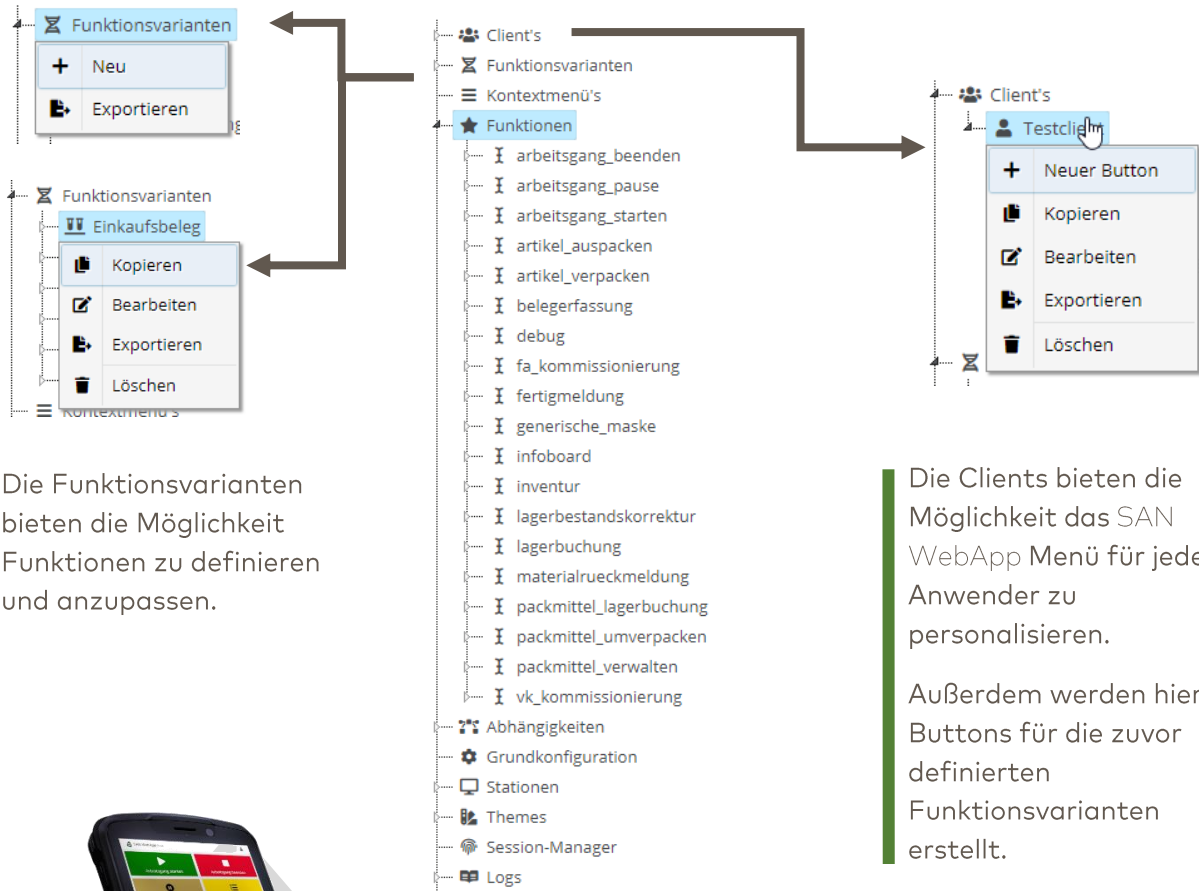 Funktionsvarianten
Neu
Exportieren
Funktionsvarianten
Einkaufsbeleg
Kopieren
Bearbeiten
Exportieren
Löschen
Kontextmenü's
Die Funktionsvarianten
bieten die Möglichkeit
Funktionen zu definieren
und anzupassen.
Client's
Funktionsvarianten
Kontextmenü's
Funktionen
arbeitsgang_beenden
arbeitsgang_pause
arbeitsgang_starten
artikel_auspacken
artikel_verpacken
belegerfassung
debug
fa_kommissionierung
fertigmeldung
generische_maske
infoboard
inventur
lagerbestandskorrektur
lagerbuchung
materialrueckmeldung
packmittel_lagerbuchung
packmittel_umverpacken
packmittel_verwalten
vk_kommissionierung
Abhängigkeiten
Grundkonfiguration
Stationen
Themes
Session-Manager
Logs
Client's
Testclient
Neuer Button
Kopieren
Bearbeiten
Exportieren
Löschen
Die Clients bieten die
Möglichkeit das SAN
WebApp Menü für jede
Anwender zu
personalisieren.
Außerdem werden hier
Buttons für die zuvor
definierten
Funktionsvarianten
erstellt.